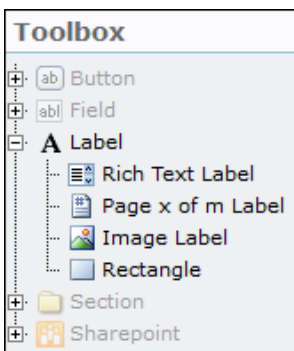 Toolbox
ab Button
abl Field
A Label
Rich Text Label
Page x of m Label
Image Label
Rectangle
Section
Sharepoint